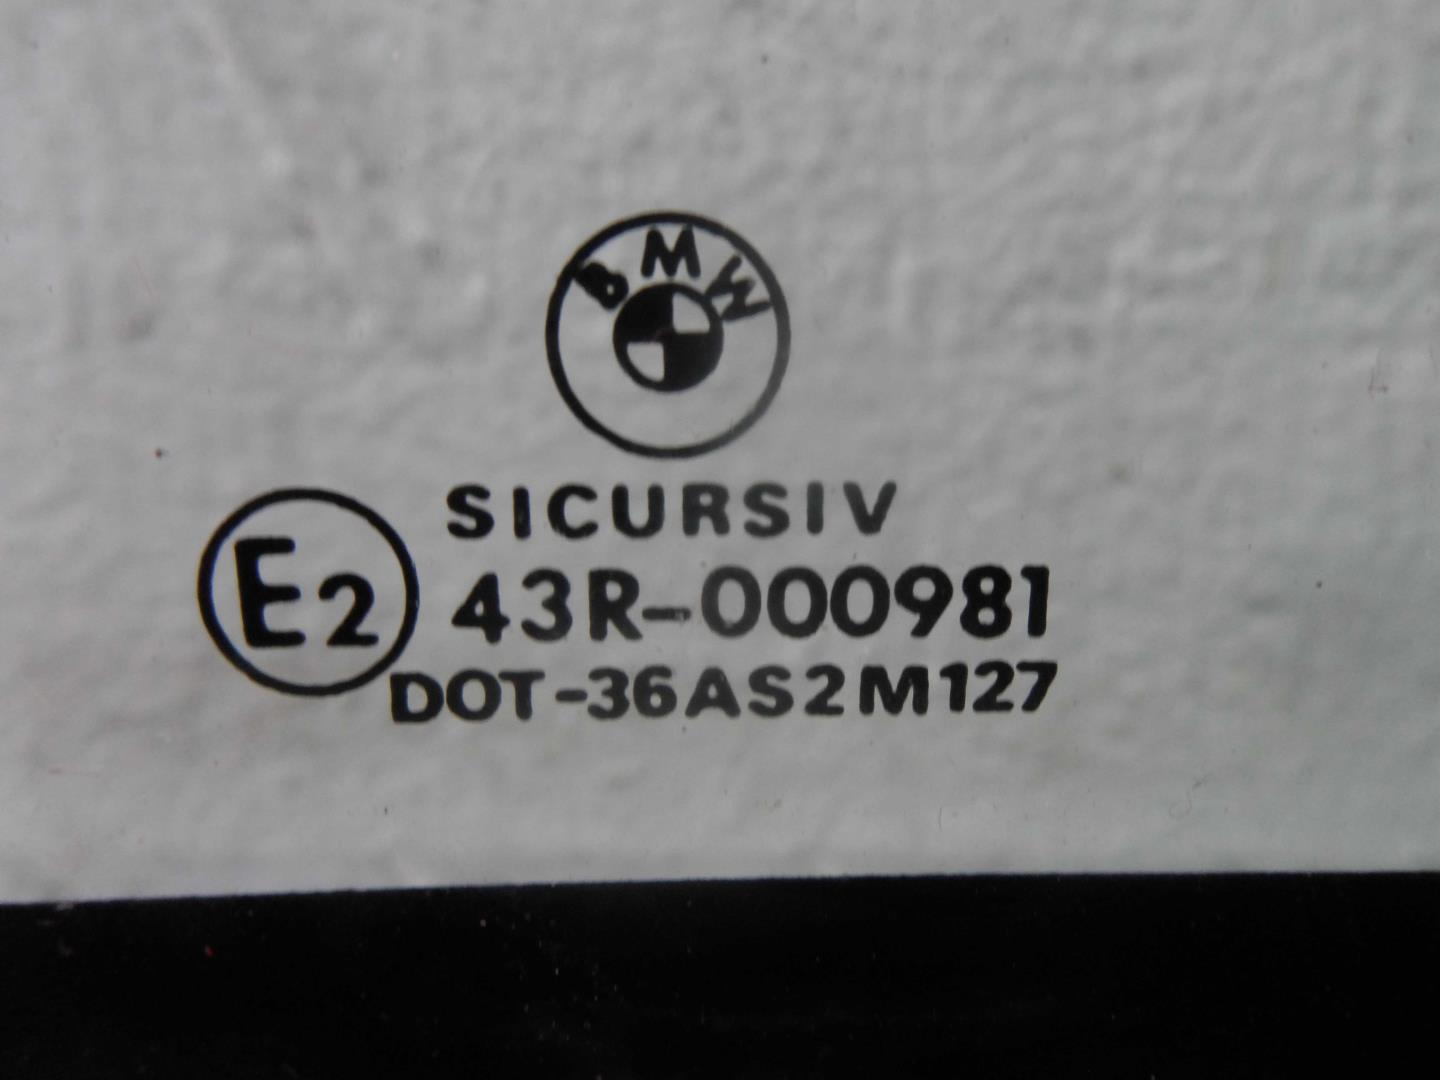 BMW
SICURSIV
E2 43R-000981
DOT-36AS2M127